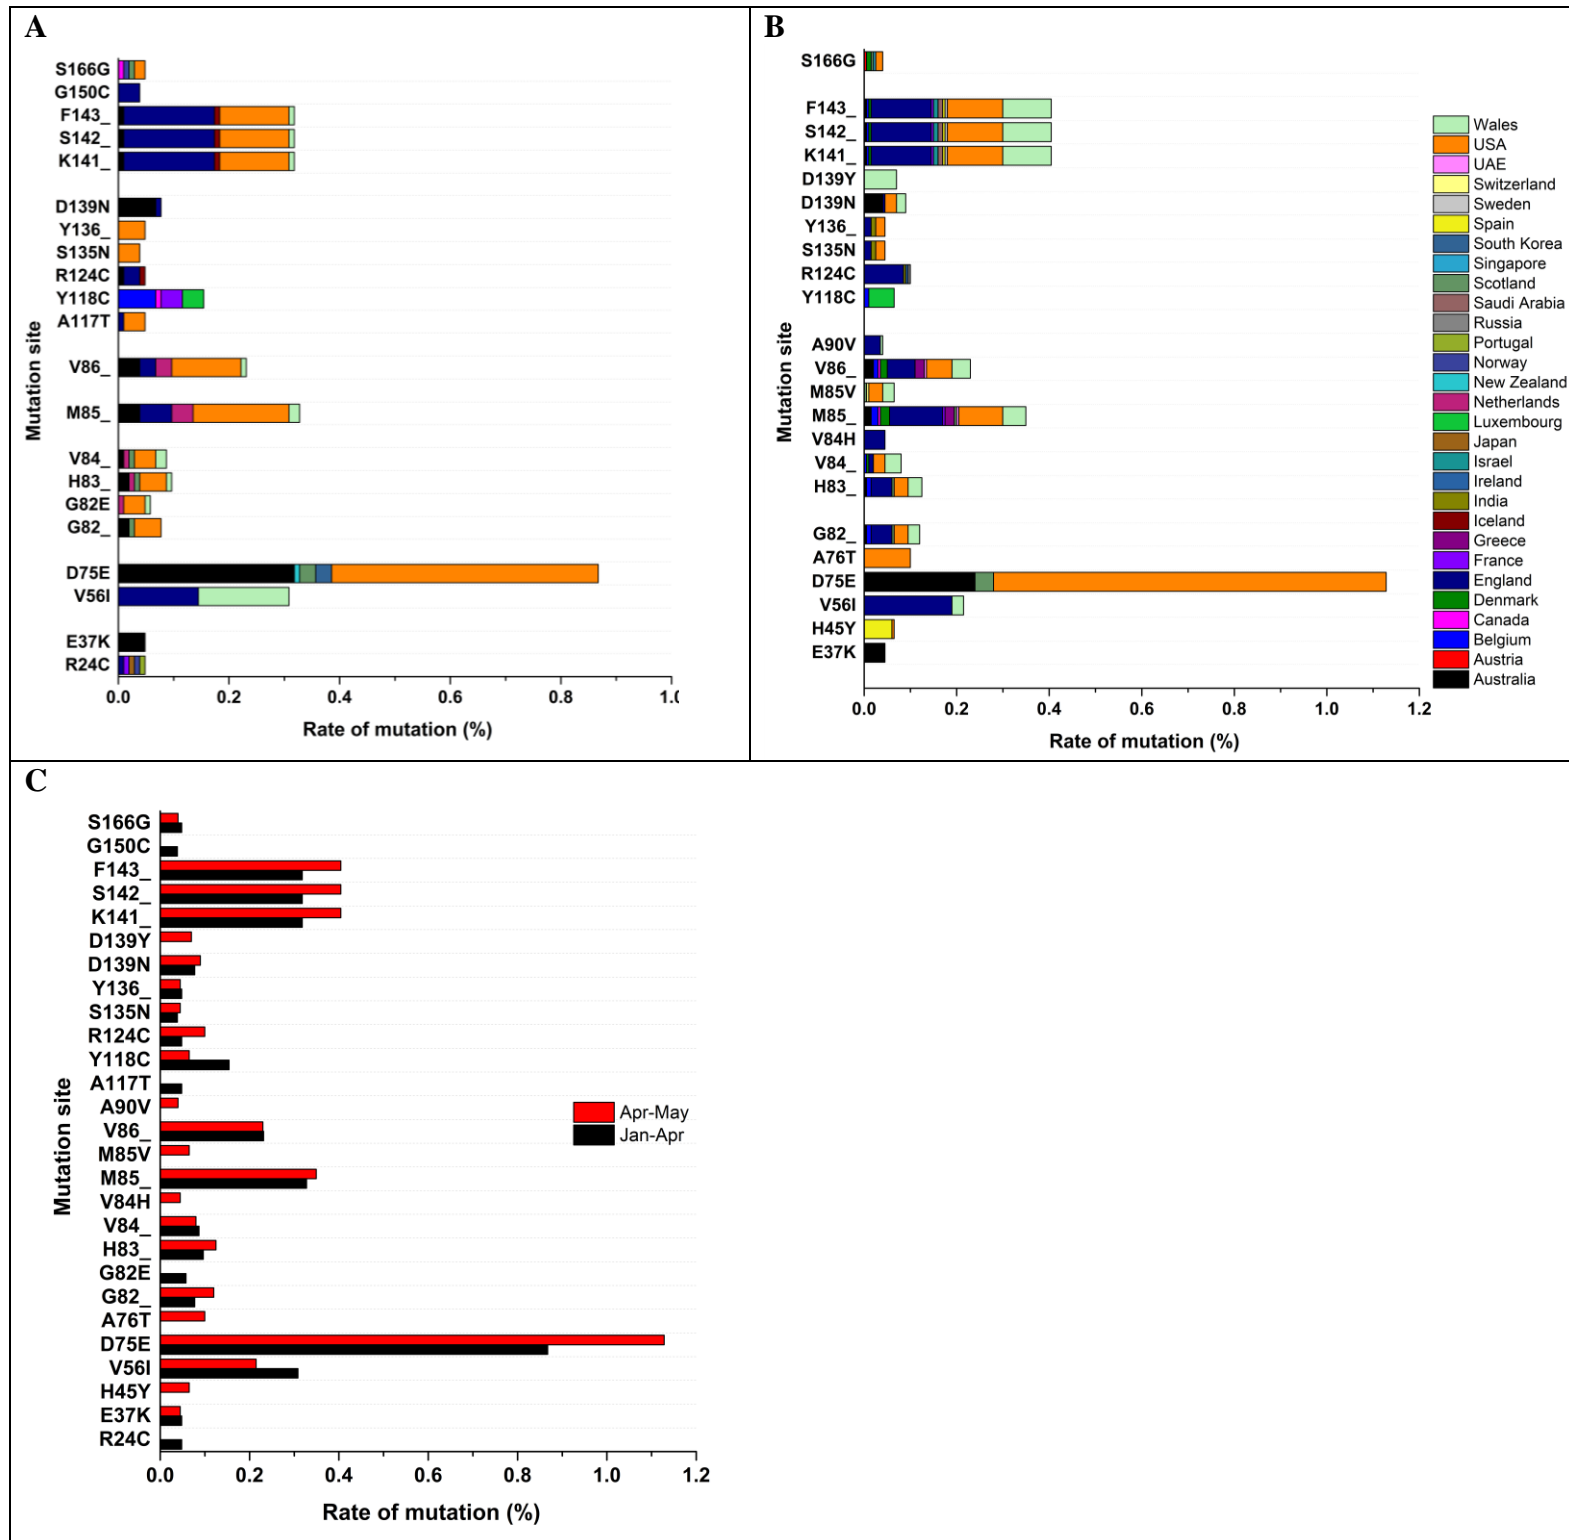 A
S166G
G150C
F143_
S142_
K141_
D139N
Y136_
S135N
R124C
Y118C
A117T
V86_
M85_
V84_
H83_
G82E
G82_
D75E
V56I
E37K
R24C
Mutation site
0.0 0.2 0.4 0.6 0.8
Rate of mutation (%)
B
S166G
F143_
S142_
K141_
D139Y
D139N
Y136_
S135N
R124C
Y118C
A90V
V86_
M85V
M85_
V84H
V84_
H83_
G82_
A76T
D75E
V56I
H45Y
E37K
Mutation site
0.0 0.2 0.4 0.6 0.8 1.0 1.2
Rate of mutation (%)
Wales
USA
UAE
Switzerland
Sweden
Spain
South Korea
Singapore
Scotland
Saudi Arabia
Russia
Portugal
Norway
New Zealand
Netherlands
Luxembourg
Japan
Israel
Ireland
India
Iceland
Greece
France
England
Denmark
Canada
Belgium
Austria
Australia
C
S166G
G150C
F143_
S142_
K141_
D139Y
D139N
Y136_
S135N
R124C
Y118C
A117T
A90V
V86_
M85V
M85_
V84H
V84_
H83_
G82E
G82_
A76T
D75E
V56I
H45Y
E37K
R24C
Mutation site
Apr-May
Jan-Apr
0.0 0.2 0.4 0.6 0.8 1.0 1.2
Rate of mutation (%)